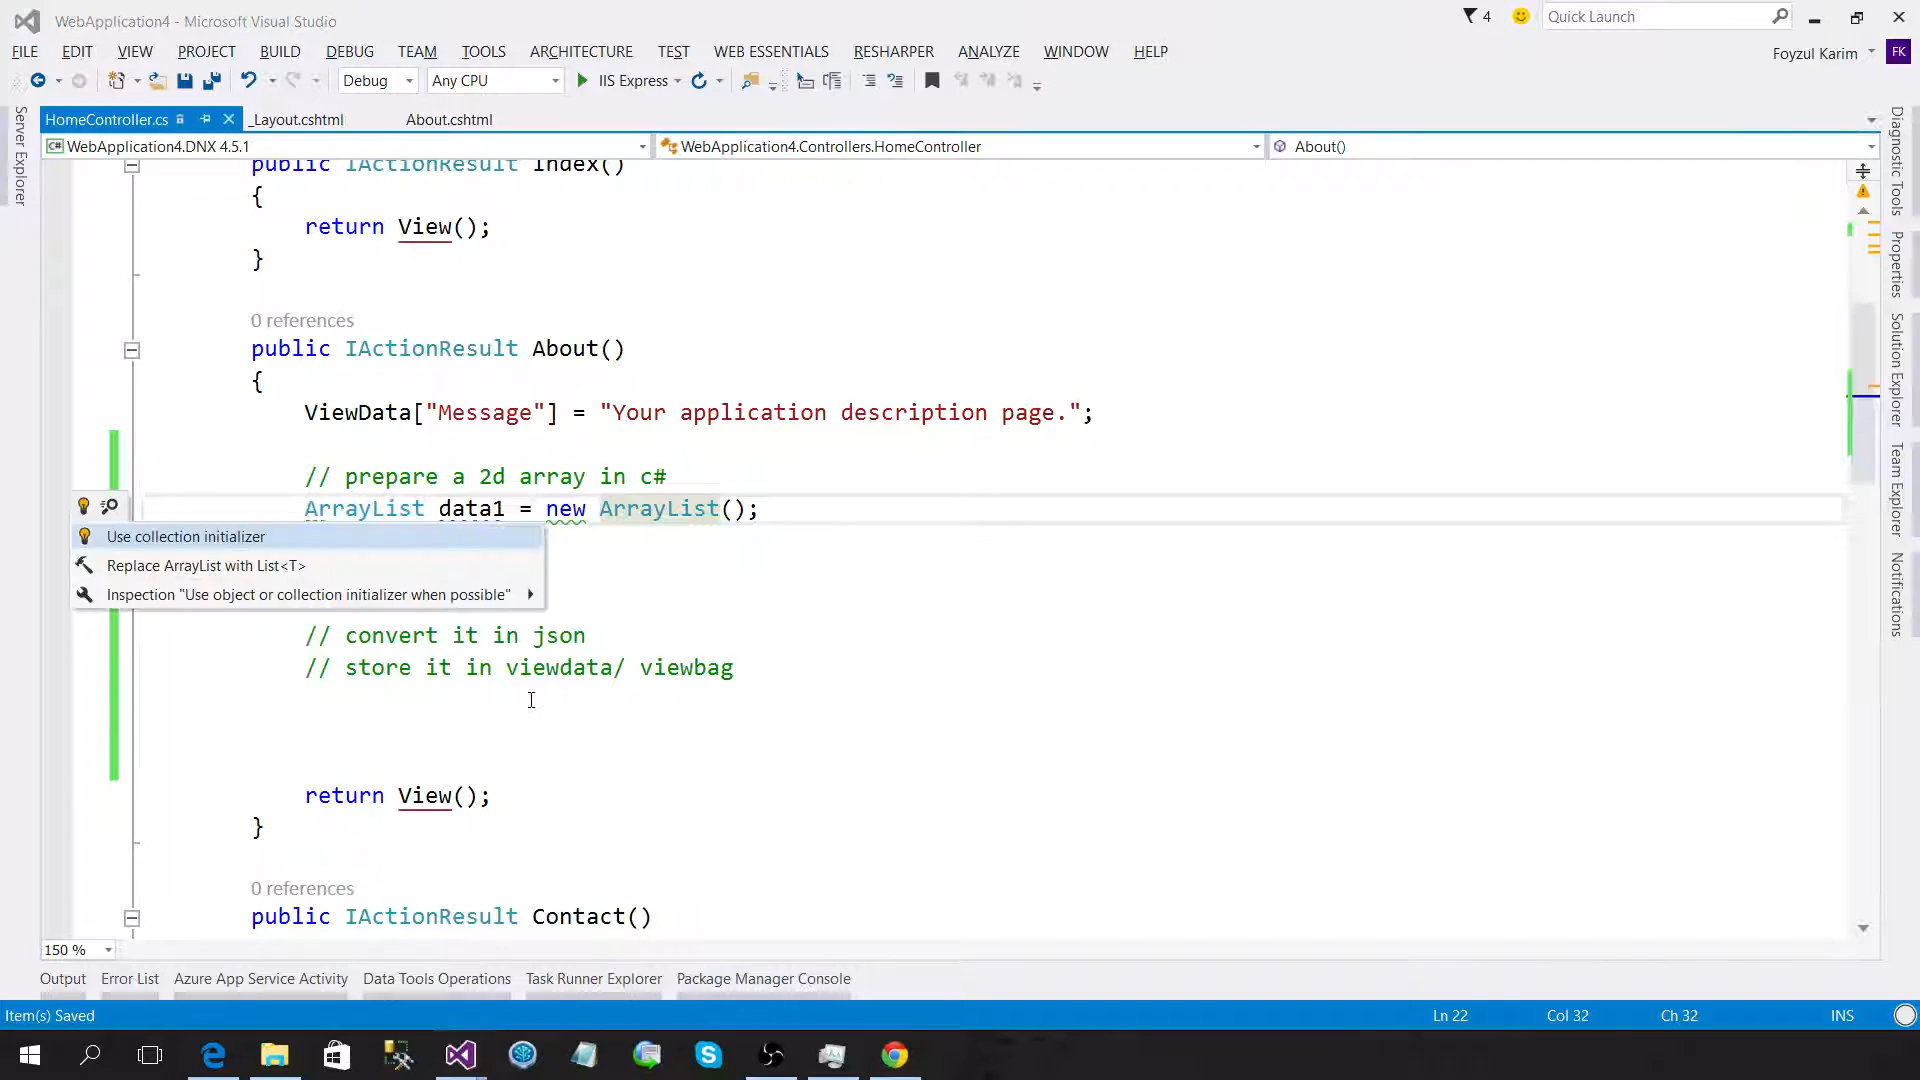 WebApplication4 - Microsoft Visual Studio
4
Quick Launch
FILE EDIT VIEW PROJECT BUILD DEBUG TEAM TOOLS ARCHITECTURE TEST WEB ESSENTIALS RESHARPER ANALYZE WINDOW HELP
Foyzul Karim FK
Debug Any CPU IIS Express
HomeController.cs _Layout.cshtml About.cshtml
C# WebApplication4.DNX 4.5.1 WebApplication4.Controllers.HomeController About()
Server Explorer
public IActionResult Index()
{
return View();
}
0 references
public IActionResult About()
{
ViewData["Message"] = "Your application description page.";
// prepare a 2d array in c#
ArrayList data1 = new ArrayList();
Use collection initializer
Replace ArrayList with List<T>
Inspection "Use object or collection initializer when possible"
// convert it in json
// store it in viewdata/ viewbag
return View();
}
0 references
public IActionResult Contact()
Diagnostic Tools
Properties
Solution Explorer
Team Explorer
Notifications
150 %
Output Error List Azure App Service Activity Data Tools Operations Task Runner Explorer Package Manager Console
Item(s) Saved Ln 22 Col 32 Ch 32 INS